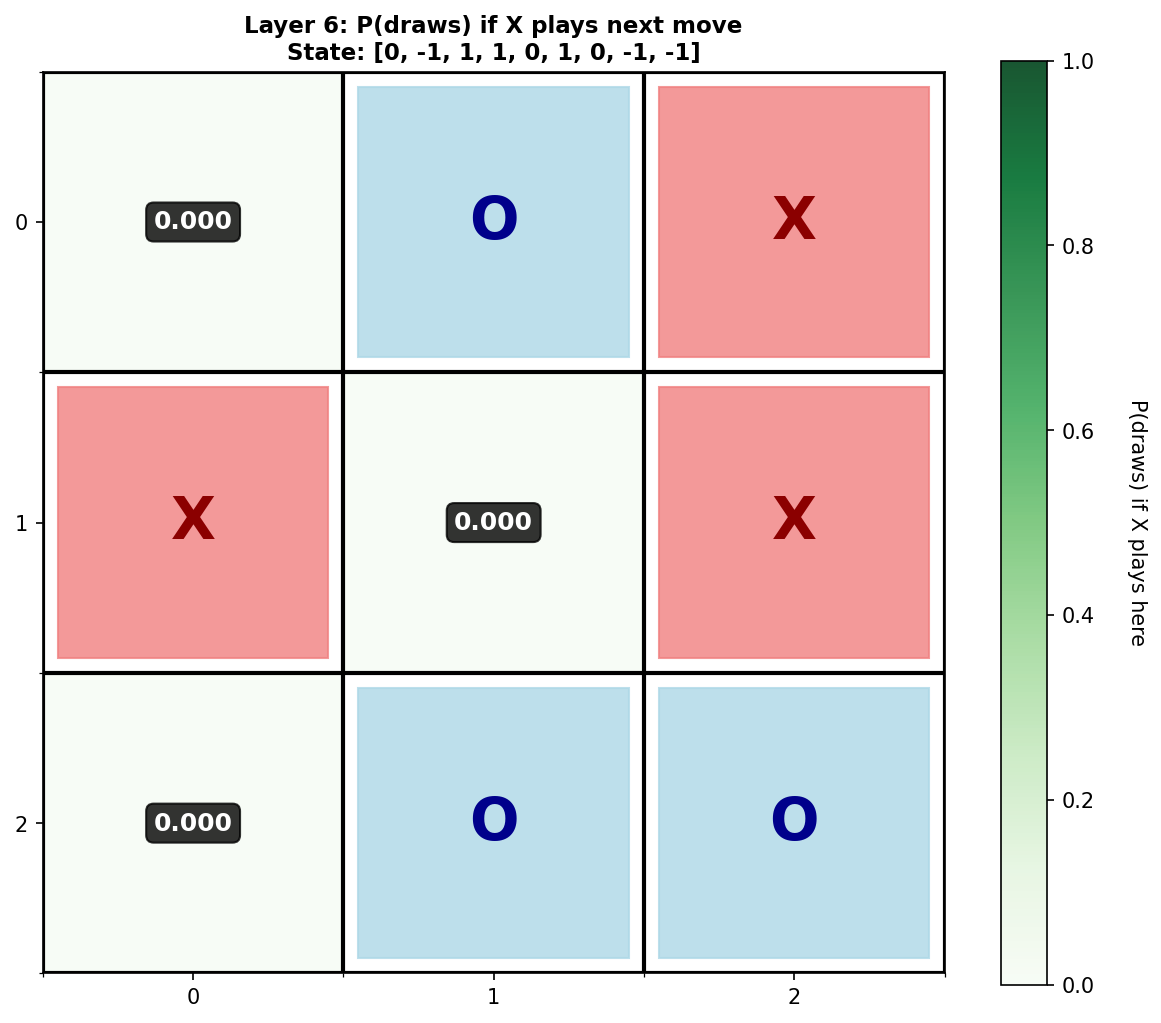 Layer 6: P(draws) if X plays next move
State: [0, -1, 1, 1, 0, 1, 0, -1, -1]
0 0.000 O X
1 X 0.000 X
2 0.000 O O
0 1 2
1.0
0.8
0.6
0.4
0.2
0.0
P(draws) if X plays here